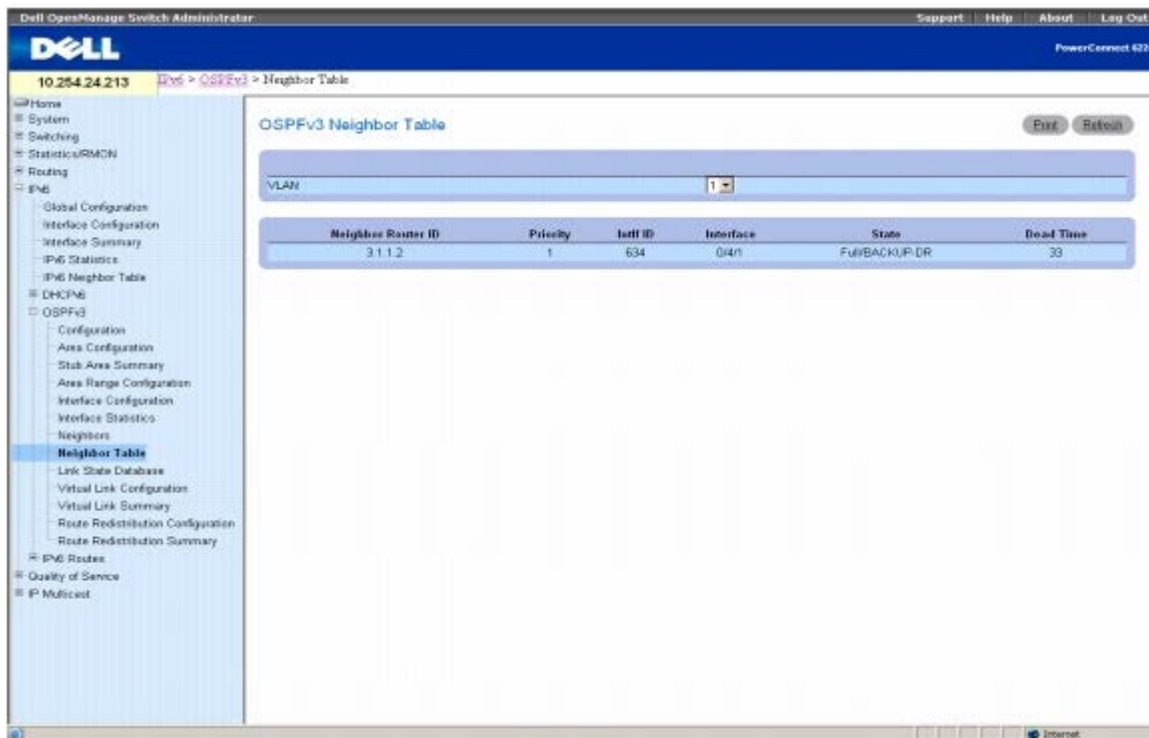 Dell OpenManage Switch Administrator
Support Help About Log Out
DELL
PowerConnect 622
10.254.24.213
IPv6 > OSPFv3 > Neighbor Table
Home
System
Switching
Statistics/RMON
Routing
IPv6
Global Configuration
Interface Configuration
Interface Summary
IPv6 Statistics
IPv6 Neighbor Table
DHCPv6
OSPFv3
Configuration
Area Configuration
Stub Area Summary
Area Range Configuration
Interface Configuration
Interface Statistics
Neighbors
Neighbor Table
Link State Database
Virtual Link Configuration
Virtual Link Summary
Route Redistribution Configuration
Route Redistribution Summary
IPv6 Routes
Quality of Service
IP Multicast
OSPFv3 Neighbor Table
Print Refresh
VLAN 1
Neighbor Router ID Priority Intf ID Interface State Dead Time
3.1.1.2 1 634 0/4/1 Full/BACKUP-DR 33
Internet